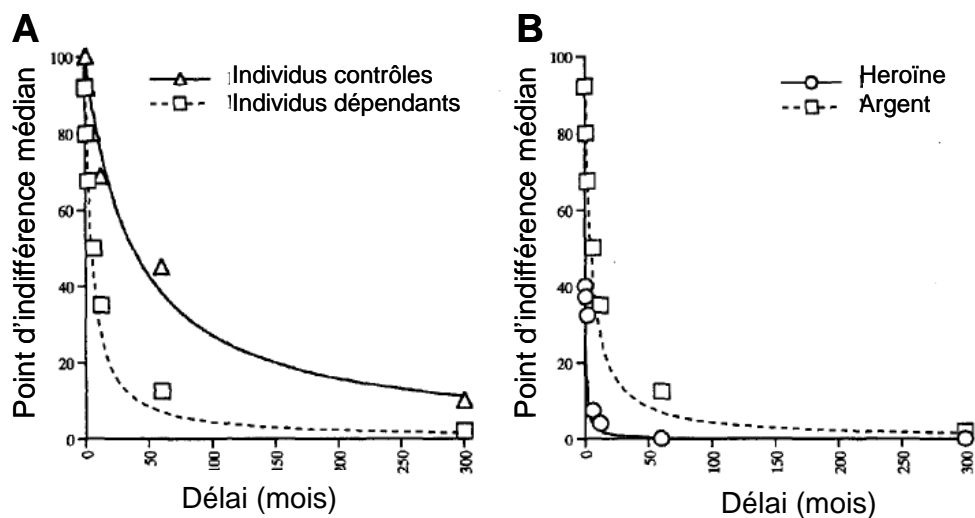 A
Point d'indifférence médian
100
80
60
40
20
0
Individus contrôles
Individus dépendants
0
50
100
150
200
250
300
Délai (mois)
B
Point d'indifférence médian
100
80
60
40
20
0
Heroïne
Argent
0
50
100
150
200
250
300
Délai (mois)